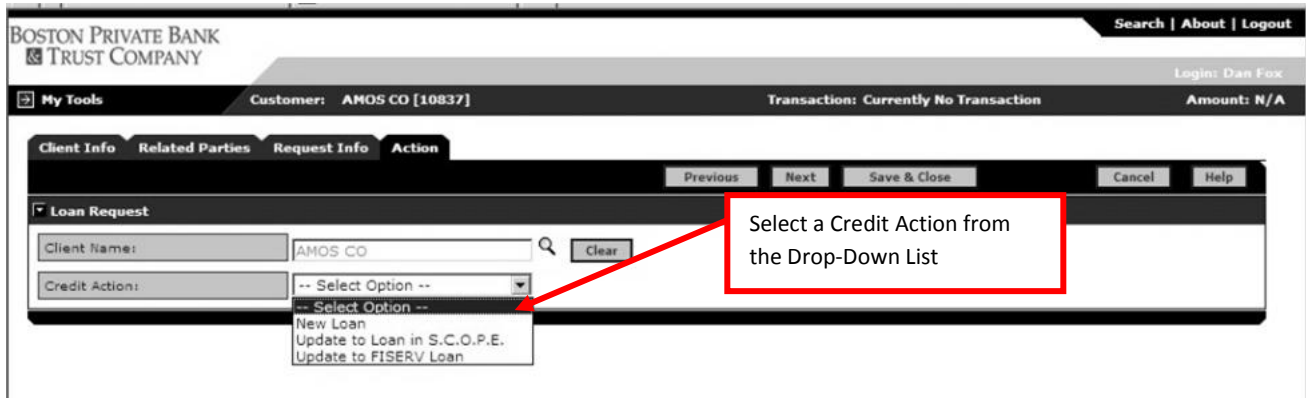 Search | About | Logout
BOSTON PRIVATE BANK
& TRUST COMPANY
Login: Dan Fox
My Tools Customer: AMOS CO [10837] Transaction: Currently No Transaction Amount: N/A
Client Info Related Parties Request Info Action
Previous Next Save & Close Cancel Help
Loan Request
Select a Credit Action from
the Drop-Down List
Client Name: AMOS CO Clear
Credit Action: -- Select Option --
-- Select Option --
New Loan
Update to Loan in S.C.O.P.E.
Update to FISERV Loan